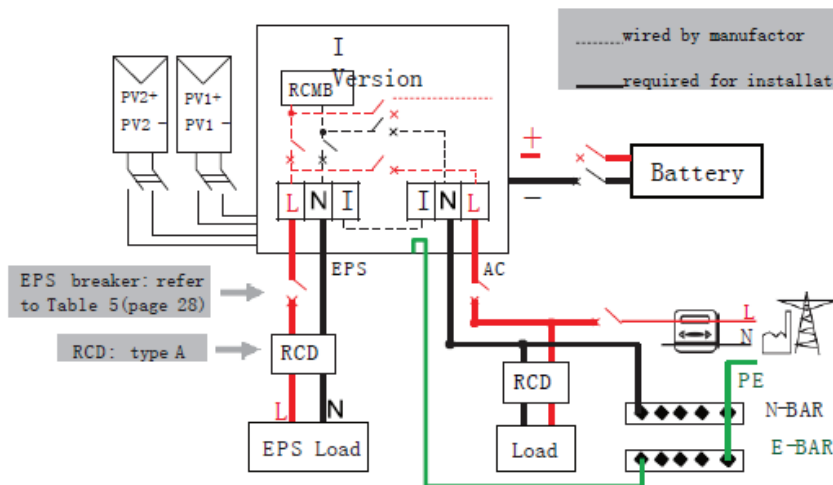 I
Version
wired by manufactor
required for installat
RCMB
PV2+
PV2 -
PV1+
PV1 -
+
-
Battery
L N I
I N L
EPS
AC
EPS breaker: refer
to Table 5(page 28)
RCD: type A
RCD
L N
EPS Load
RCD
Load
L
N
PE
N-BAR
E-BAR